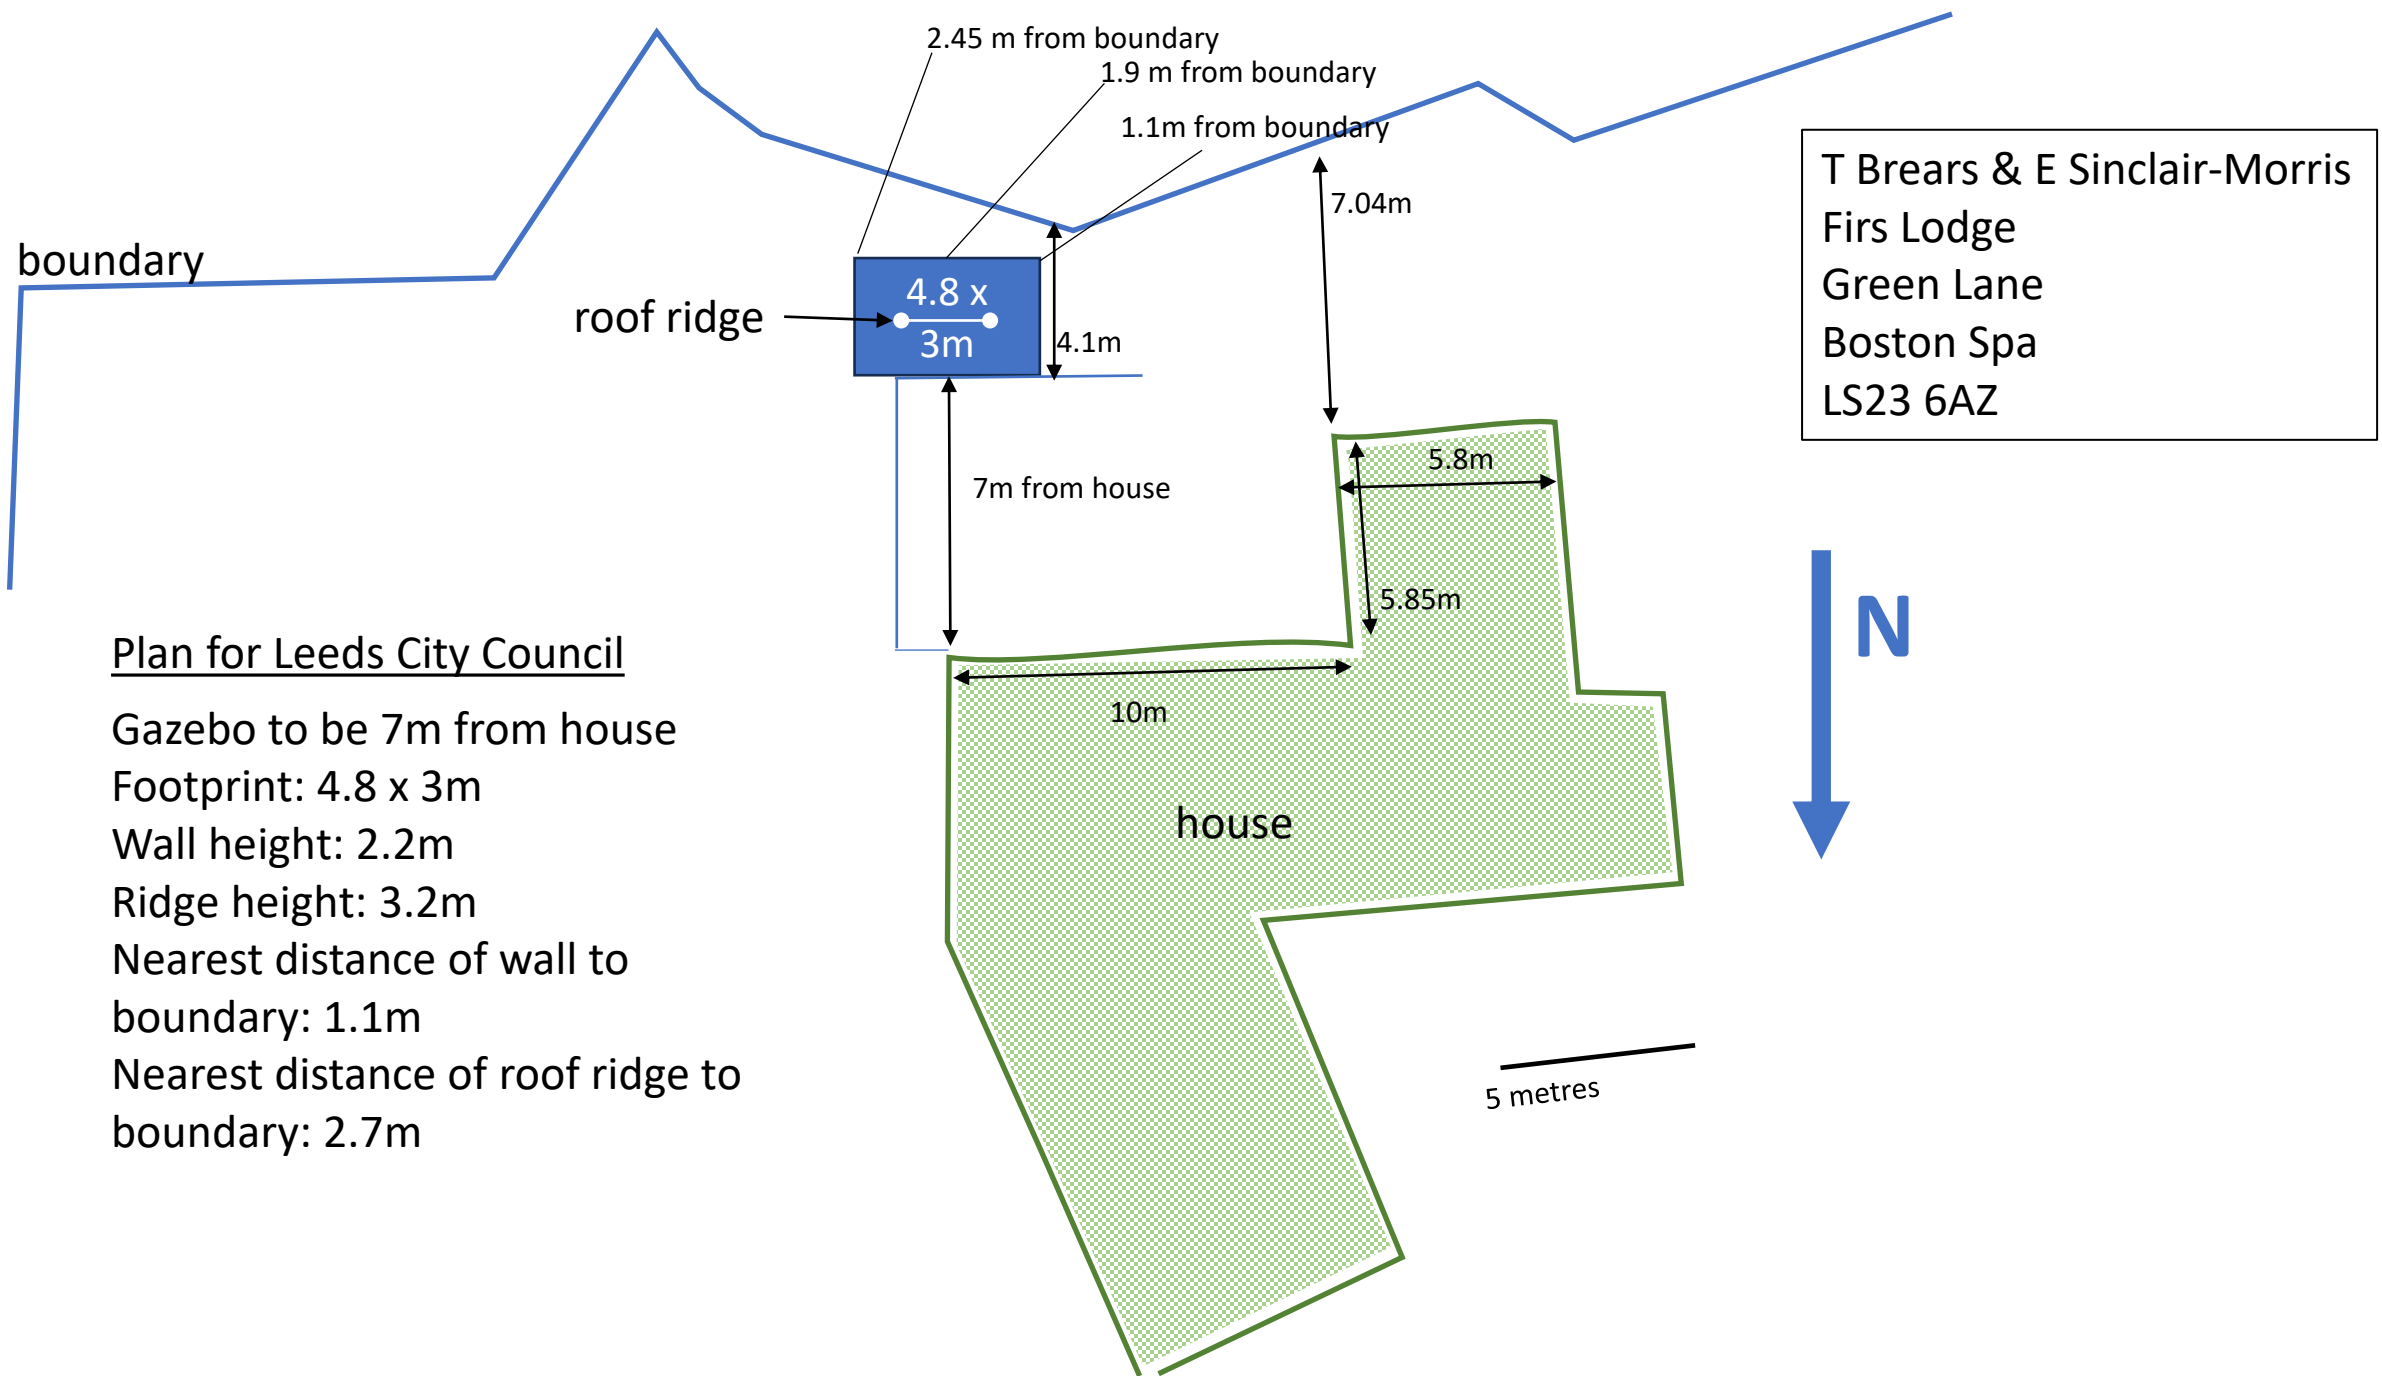 2.45 m from boundary
1.9 m from boundary
1.1m from boundary
T Brears & E Sinclair-Morris
Firs Lodge
Green Lane
Boston Spa
LS23 6AZ
7.04m
boundary
roof ridge
4.8 x
3m
4.1m
5.8m
7m from house
5.85m
N
10m
house
5 metres
Plan for Leeds City Council
Gazebo to be 7m from house
Footprint: 4.8 x 3m
Wall height: 2.2m
Ridge height: 3.2m
Nearest distance of wall to
boundary: 1.1m
Nearest distance of roof ridge to
boundary: 2.7m